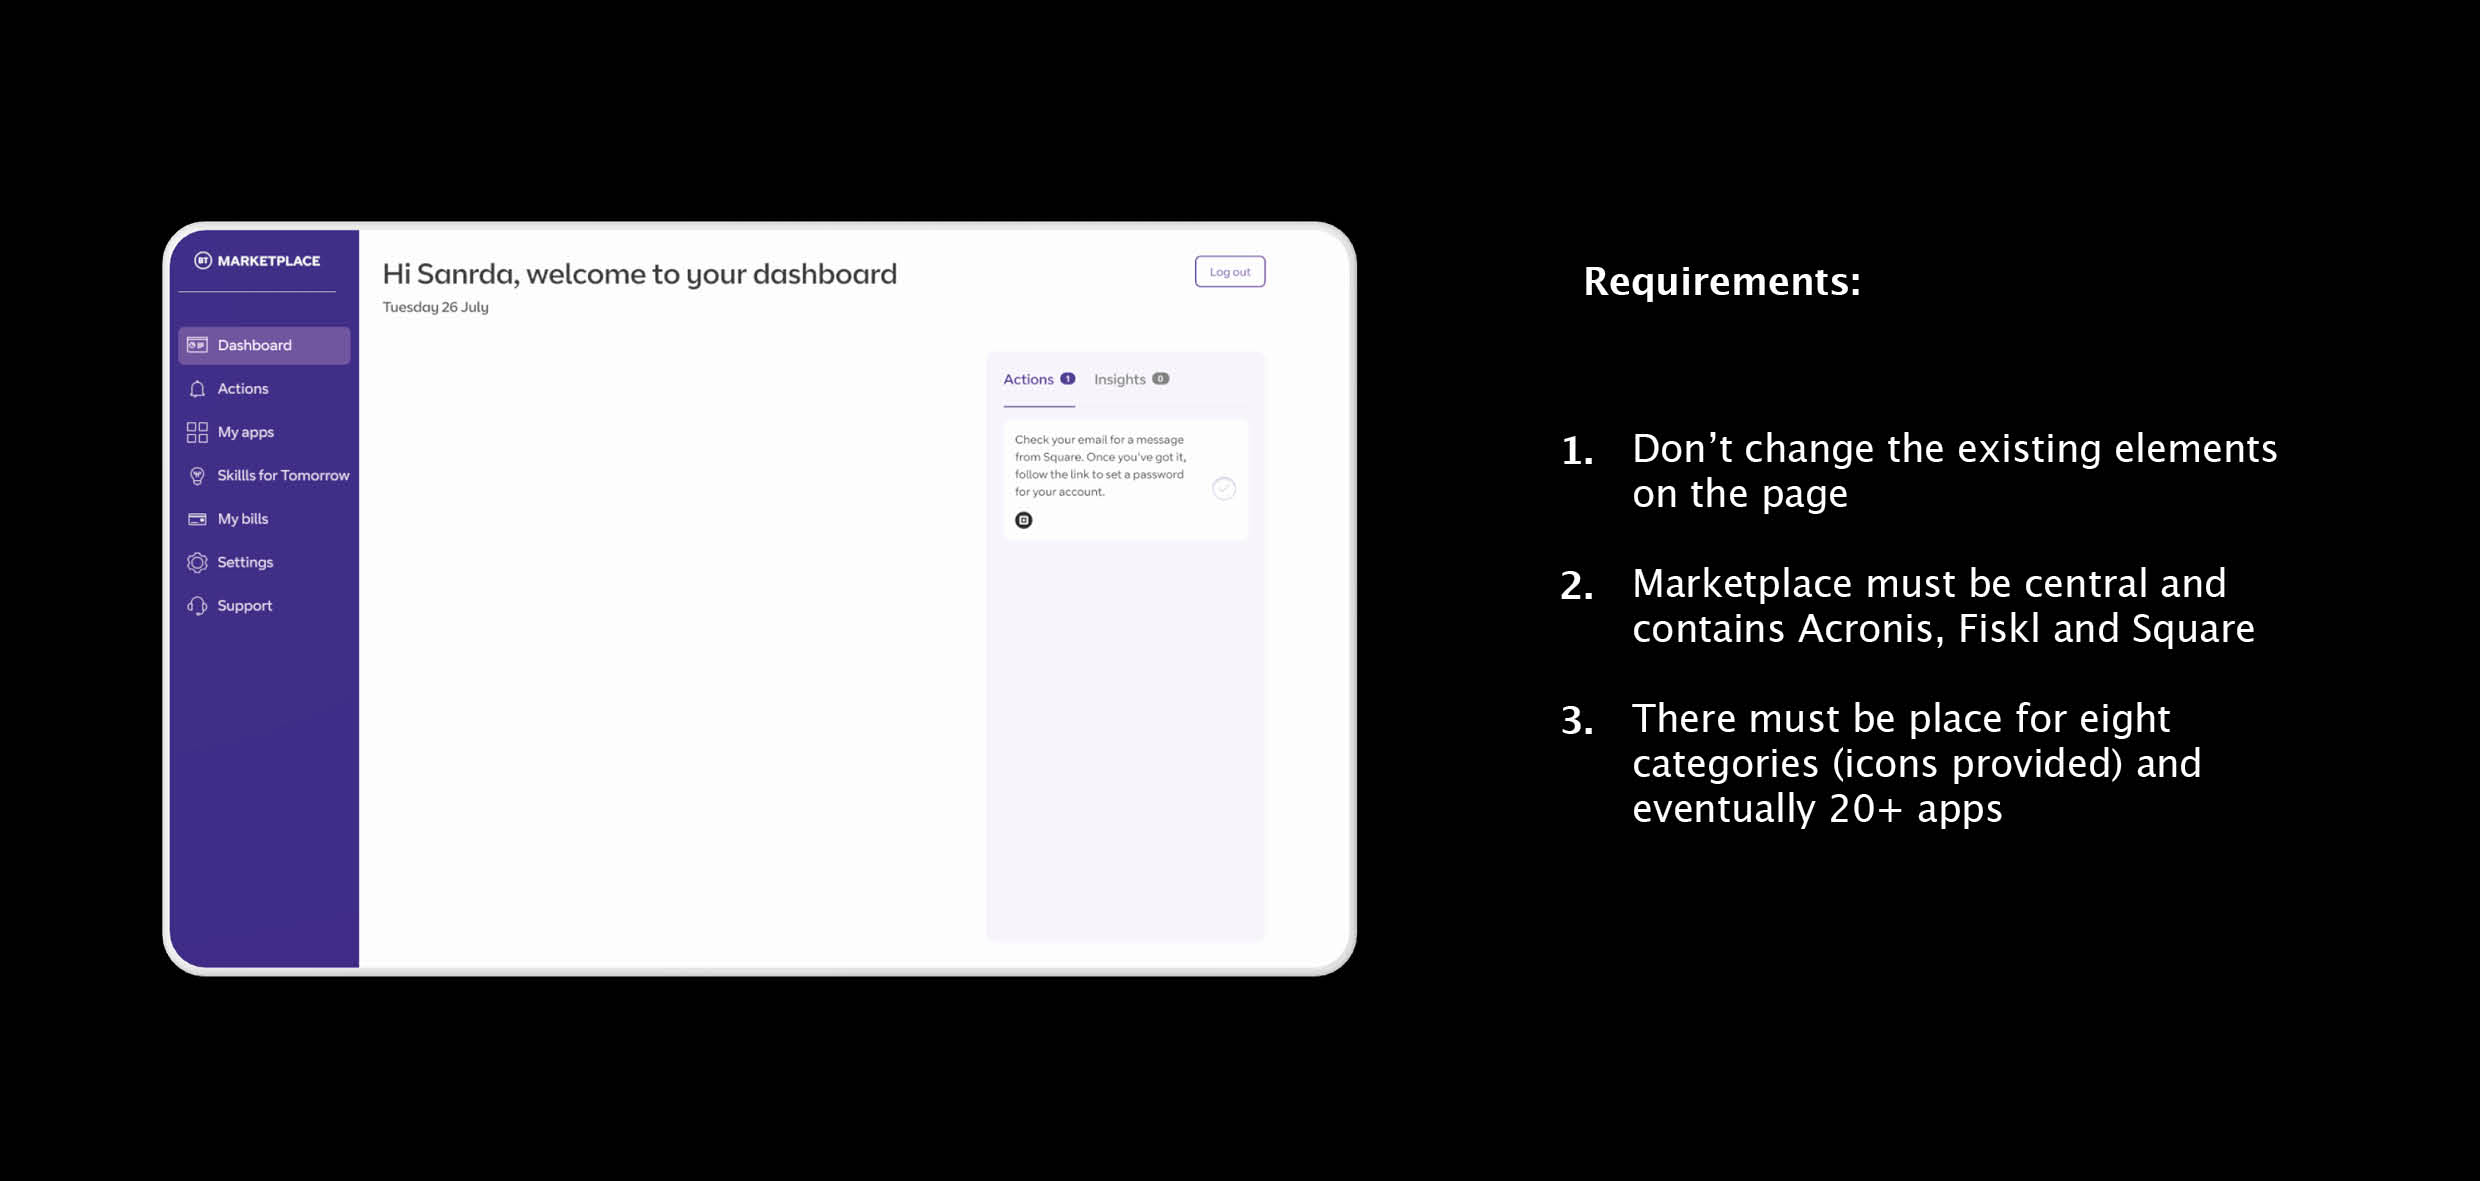 BT MARKETPLACE
Dashboard
Actions
My apps
Skillls for Tomorrow
My bills
Settings
Support
Hi Sanrda, welcome to your dashboard
Tuesday 26 July
Log out
Actions 1 Insights 0
Check your email for a message
from Square. Once you've got it,
follow the link to set a password
for your account.
Requirements:
1. Don’t change the existing elements
on the page
2. Marketplace must be central and
contains Acronis, Fiskl and Square
3. There must be place for eight
categories (icons provided) and
eventually 20+ apps